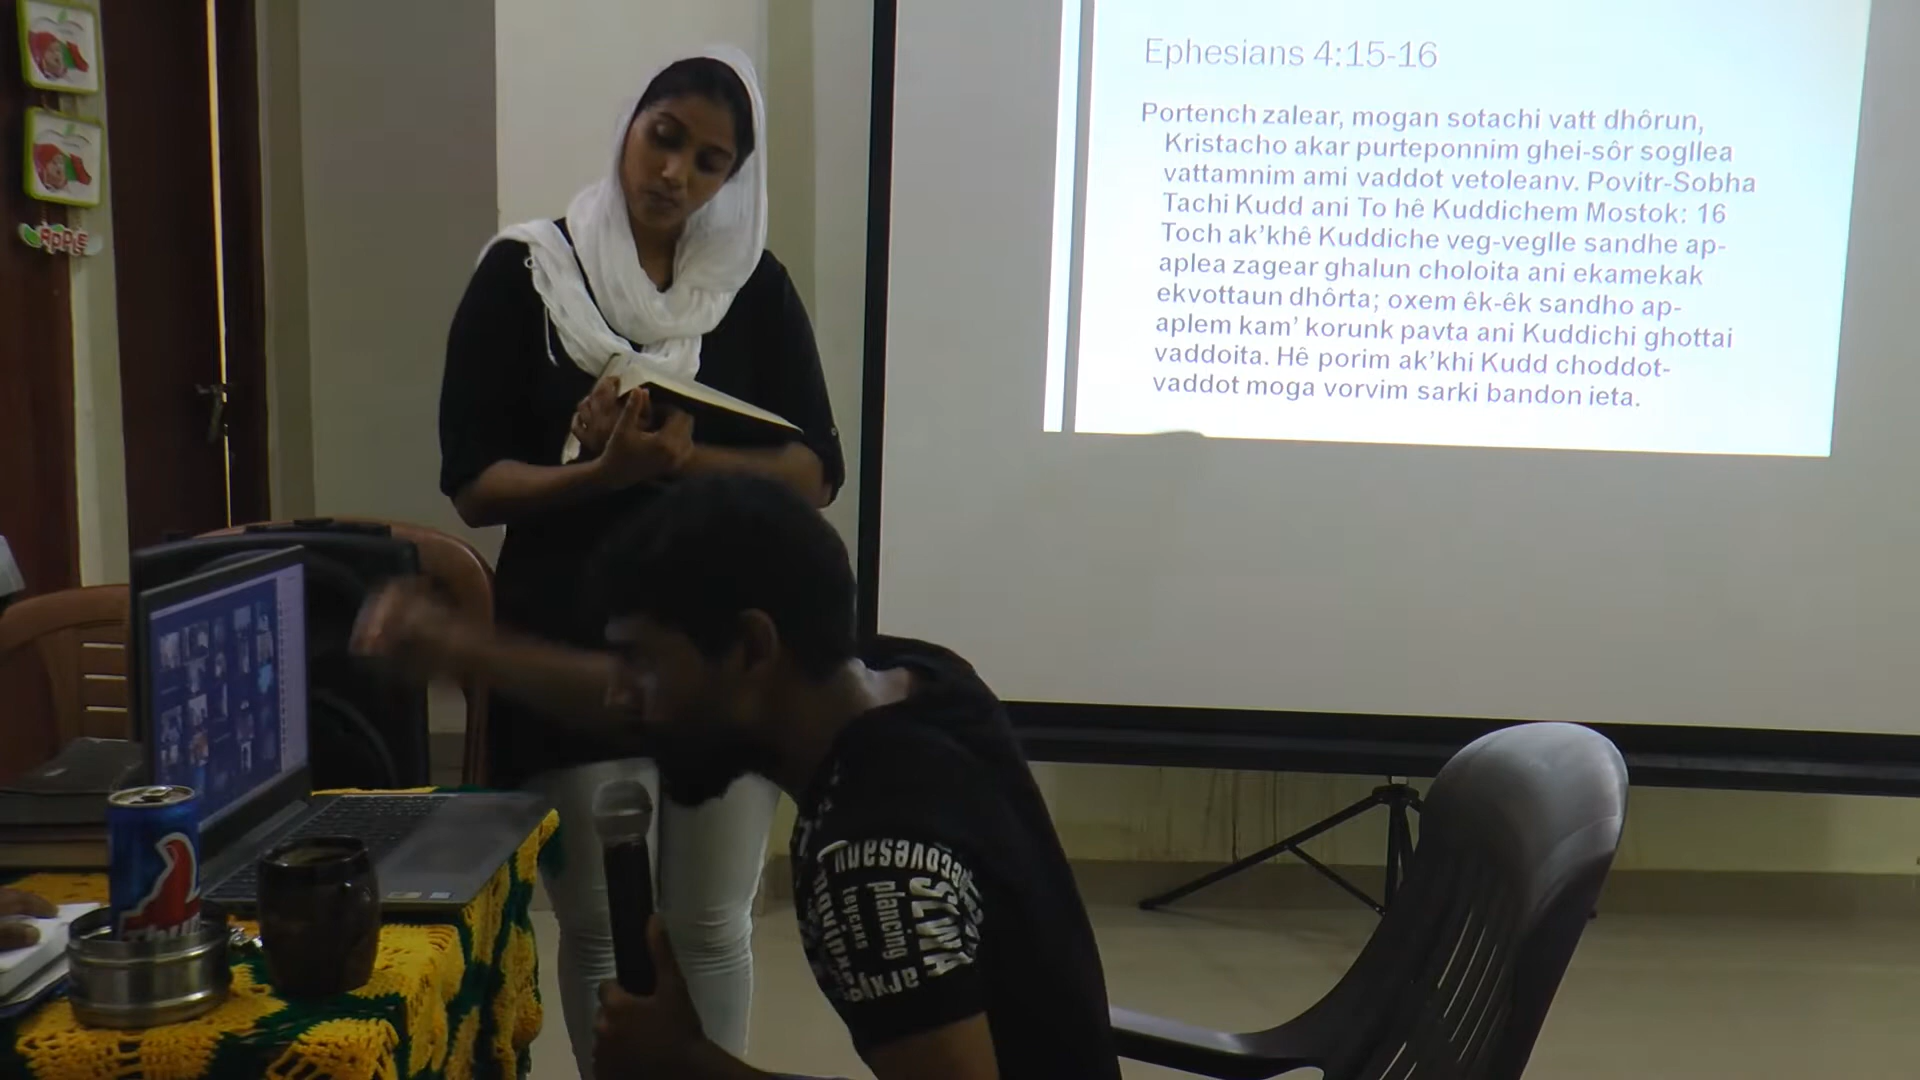 Ephesians 4:15-16
Portench zalear, mogan sotachi vatt dhôrun,
Kristacho akar purteponnim ghei-sôr sogllea
vattamnim ami vaddot vetoleanv. Povitr-Sobha
Tachi Kudd ani To hê Kuddichem Mostok: 16
Toch ak’khê Kuddiche veg-veglle sandhe ap-
aplea zagear ghalun choloita ani ekamekak
ekvottaun dhôrta; oxem êk-êk sandho ap-
aplem kam’ korunk pavta ani Kuddichi ghottai
vaddoita. Hê porim ak’khi Kudd choddot-
vaddot moga vorvim sarki bandon ieta.
APPLE
plancing